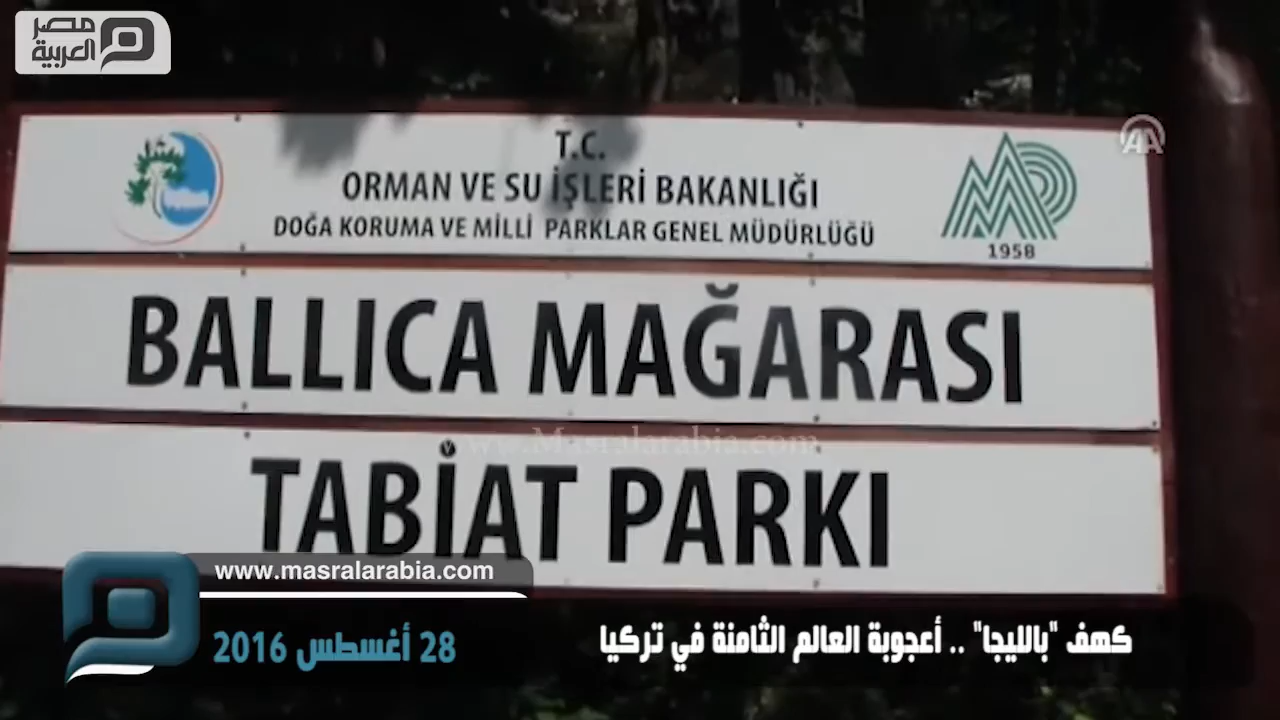 مصر
العربية
AA
T.C.
ORMAN VE SU İŞLERİ BAKANLIĞI
DOĞA KORUMA VE MİLLİ PARKLAR GENEL MÜDÜRLÜĞÜ
1958
BALLICA MAĞARASI
www.Masralarabia.com
TABİAT PARKI
www.masralarabia.com
كهف "بالليجا" .. أعجوبة العالم الثامنة في تركيا
28 أغسطس 2016